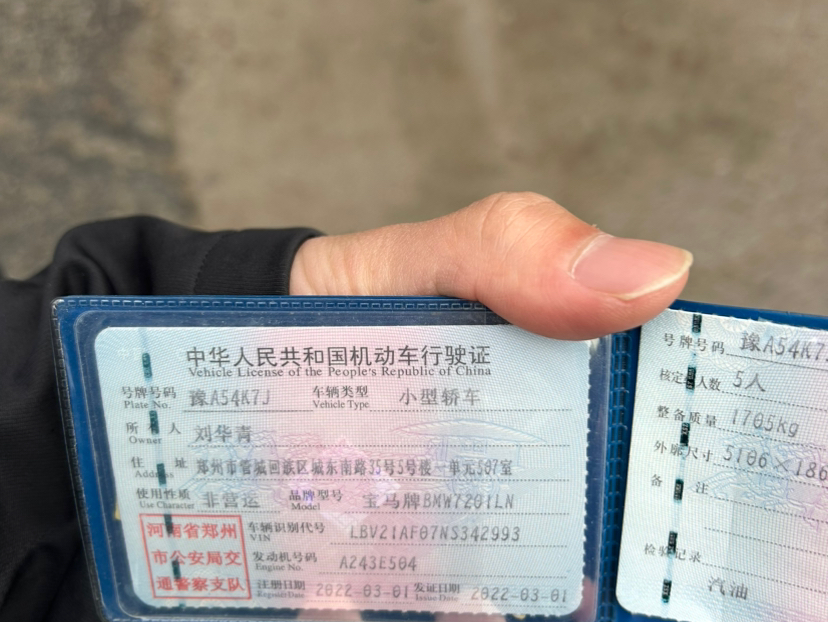 中华人民共和国机动车行驶证
Vehicle License of the People's Republic of China
号牌号码 豫A54K7J 车辆类型 小型轿车
Plate No. Vehicle Type
所有人 刘华青
Owner
住址 郑州市管城回族区城东南路35号5号楼一单元507室
Address
使用性质 非营运 品牌型号 宝马牌BMW7201LN
Use Character Model
河南省郑州
市公安局交
通警察支队
车辆识别代号 LBV21AF07NS342993
VIN
发动机号码 A243E504
Engine No.
注册日期 2022-03-01 发证日期 2022-03-01
Register Date Issue Date
号牌号码 豫A54K7
核定 人数 5人
整备质量 1705kg
外廓尺寸 5106×186
备注
检验记录
汽油